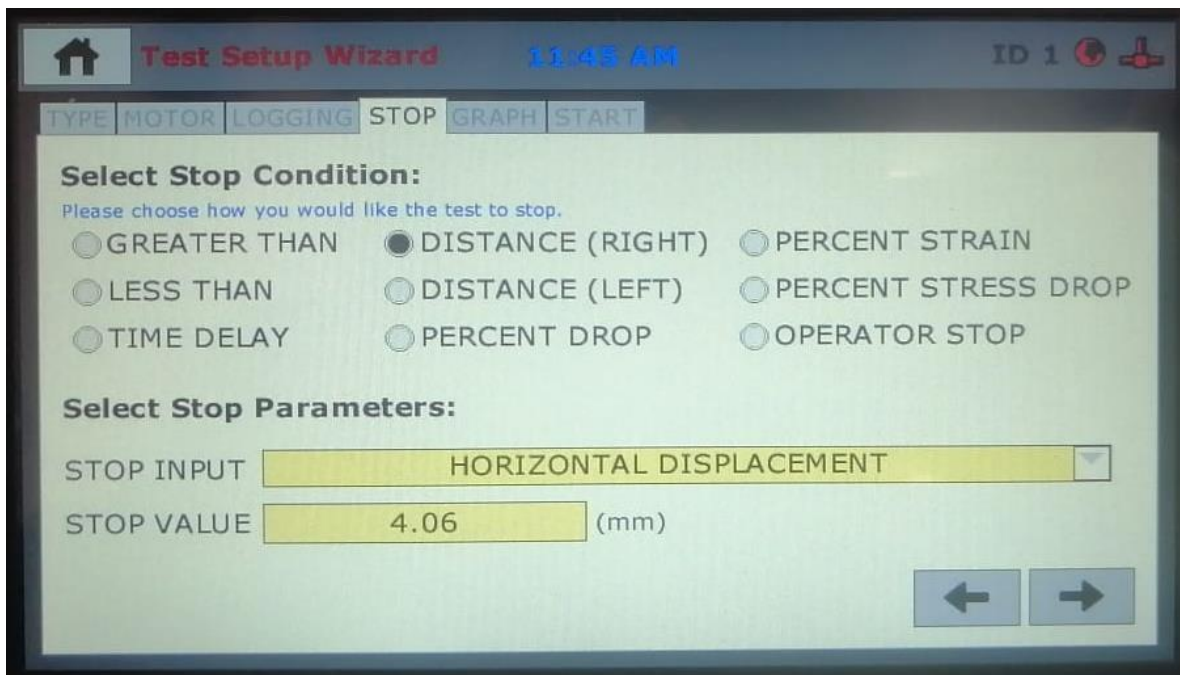 Test Setup Wizard 11:45 AM ID 1
TYPE MOTOR LOGGING STOP GRAPH START
Select Stop Condition:
Please choose how you would like the test to stop.
GREATER THAN DISTANCE (RIGHT) PERCENT STRAIN
LESS THAN DISTANCE (LEFT) PERCENT STRESS DROP
TIME DELAY PERCENT DROP OPERATOR STOP
Select Stop Parameters:
STOP INPUT HORIZONTAL DISPLACEMENT
STOP VALUE 4.06 (mm)